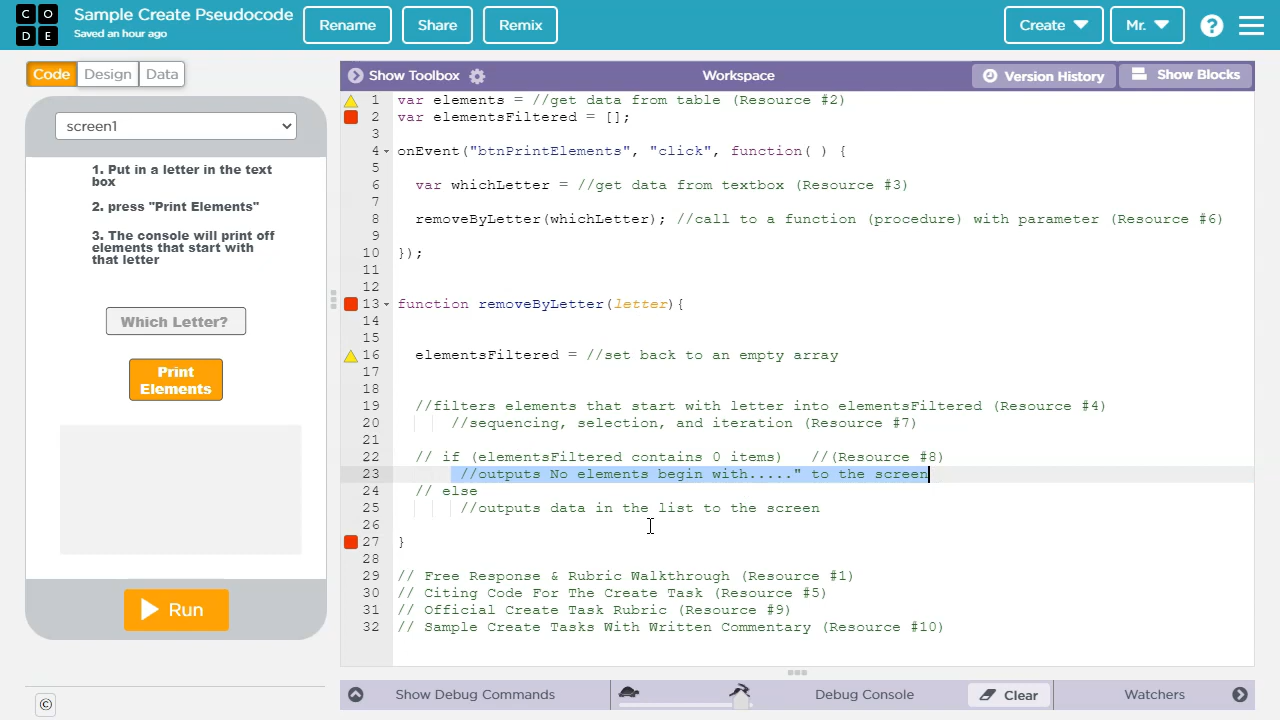 CODE
Sample Create Pseudocode
Saved an hour ago
Rename
Share
Remix
Create
Mr.
?
Code
Design
Data
Show Toolbox
Workspace
Version History
Show Blocks
screen1
1. Put in a letter in the text
box
2. press "Print Elements"
3. The console will print off
elements that start with
that letter
Which Letter?
Print
Elements
Run
©
1 var elements = //get data from table (Resource #2)
2 var elementsFiltered = [];
3
4 onEvent("btnPrintElements", "click", function( ) {
5
6 var whichLetter = //get data from textbox (Resource #3)
7
8 removeByLetter(whichLetter); //call to a function (procedure) with parameter (Resource #6)
9
10 });
11
12
13 function removeByLetter(letter){
14
15
16 elementsFiltered = //set back to an empty array
17
18
19 //filters elements that start with letter into elementsFiltered (Resource #4)
20 //sequencing, selection, and iteration (Resource #7)
21
22 // if (elementsFiltered contains 0 items) //(Resource #8)
23 //outputs No elements begin with....." to the screen
24 // else
25 //outputs data in the list to the screen
26
27 }
28
29 // Free Response & Rubric Walkthrough (Resource #1)
30 // Citing Code For The Create Task (Resource #5)
31 // Official Create Task Rubric (Resource #9)
32 // Sample Create Tasks With Written Commentary (Resource #10)
Show Debug Commands
Debug Console
Clear
Watchers